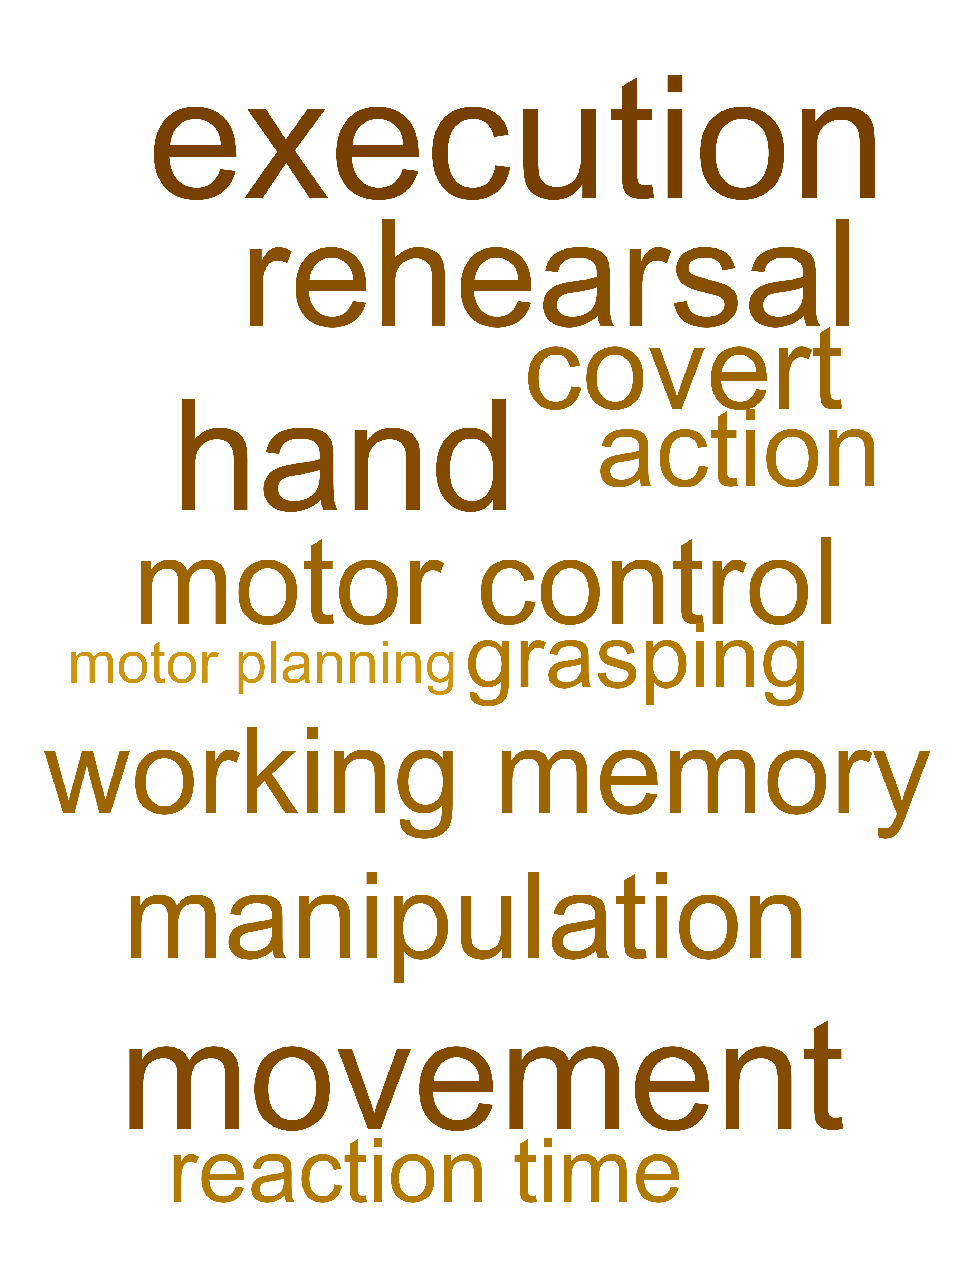 execution
rehearsal
covert
hand
action
motor control
motor planning
grasping
working memory
manipulation
movement
reaction time